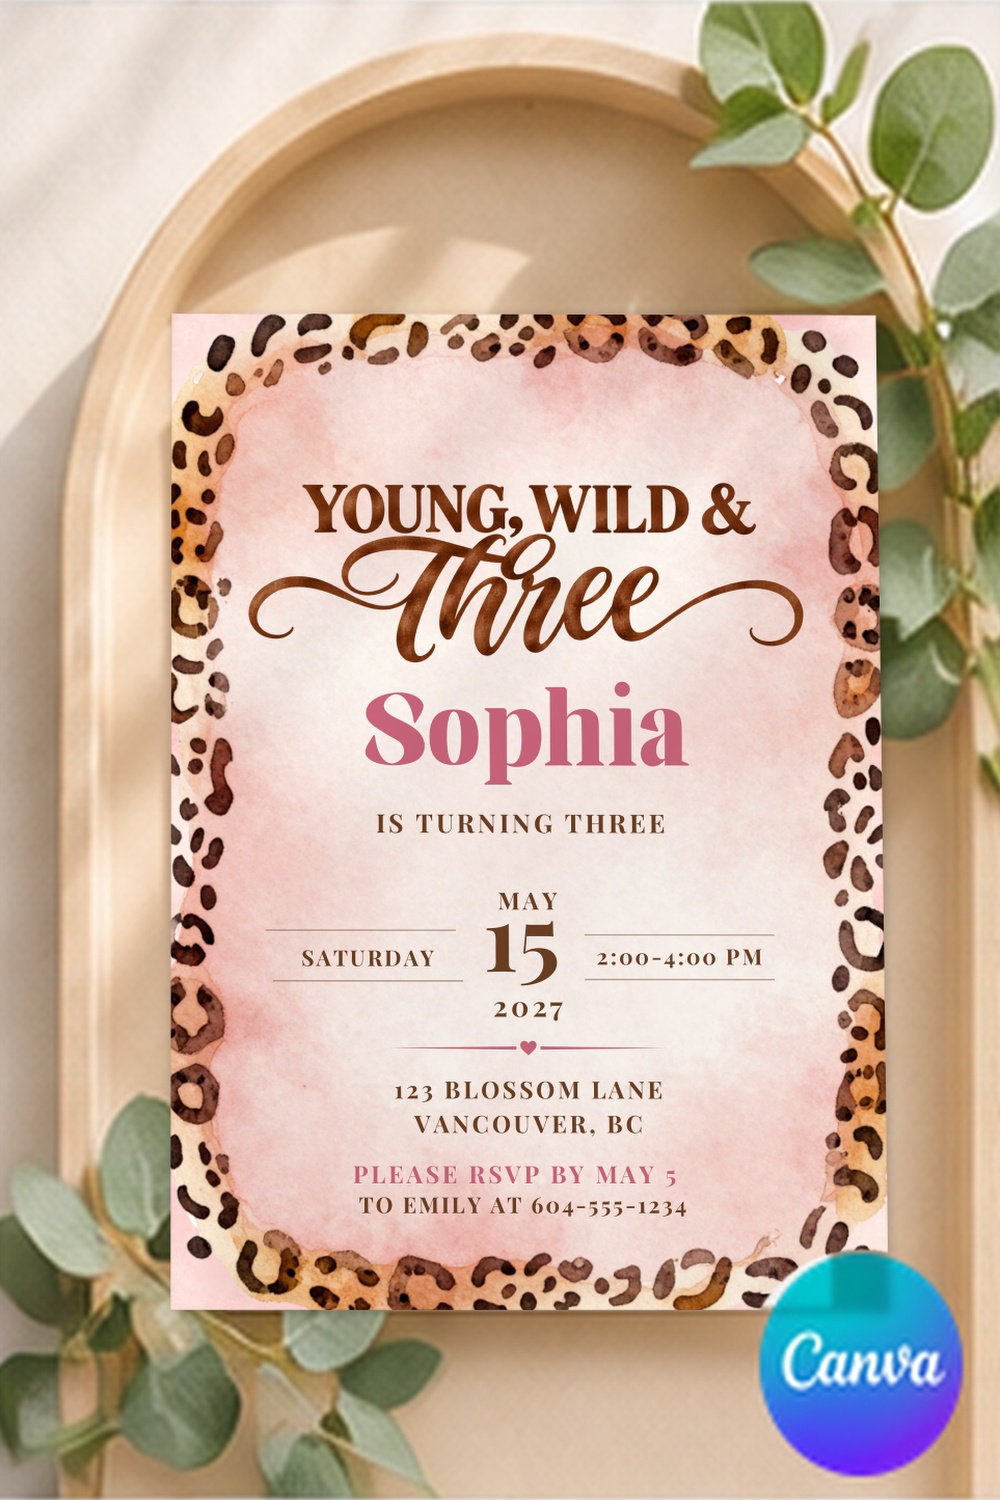 YOUNG, WILD &
Three
Sophia
IS TURNING THREE
MAY
SATURDAY 15 2:00-4:00 PM
2027
123 BLOSSOM LANE
VANCOUVER, BC
PLEASE RSVP BY MAY 5
TO EMILY AT 604-555-1234
Canva